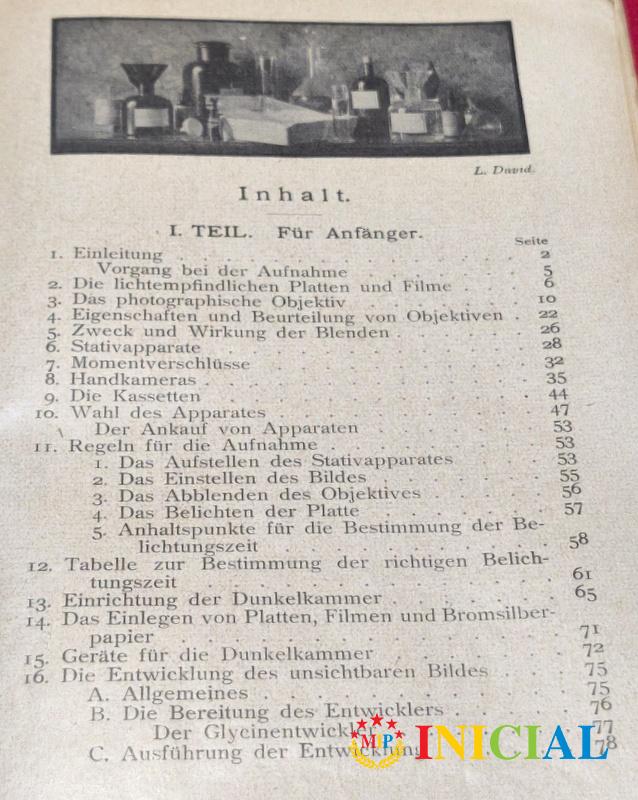 L. David.
Inhalt.
I. TEIL. Für Anfänger.
Seite
1. Einleitung . . . 2
Vorgang bei der Aufnahme . . . 5
2. Die lichtempfindlichen Platten und Filme . . . 6
3. Das photographische Objektiv . . . 10
4. Eigenschaften und Beurteilung von Objektiven . 22
5. Zweck und Wirkung der Blenden . . . 26
6. Stativapparate . . . 28
7. Momentverschlüsse . . . 32
8. Handkameras . . . 35
9. Die Kassetten . . . 44
10. Wahl des Apparates . . . 47
Der Ankauf von Apparaten . . . 53
11. Regeln für die Aufnahme . . . 53
1. Das Aufstellen des Stativapparates . . . 53
2. Das Einstellen des Bildes . . . 55
3. Das Abblenden des Objektives . . . 56
4. Das Belichten der Platte . . . 57
5. Anhaltspunkte für die Bestimmung der Be-
lichtungszeit . . . 58
12. Tabelle zur Bestimmung der richtigen Belich-
tungszeit . . . 61
13. Einrichtung der Dunkelkammer . . . 65
14. Das Einlegen von Platten, Filmen und Bromsilber-
papier . . . 71
15. Geräte für die Dunkelkammer . . . 72
16. Die Entwicklung des unsichtbaren Bildes . . . 75
A. Allgemeines . . . 75
B. Die Bereitung des Entwicklers . . . 76
Der Glycinentwickler 77
C. Ausführung der Entwicklung 78
MP INICIAL